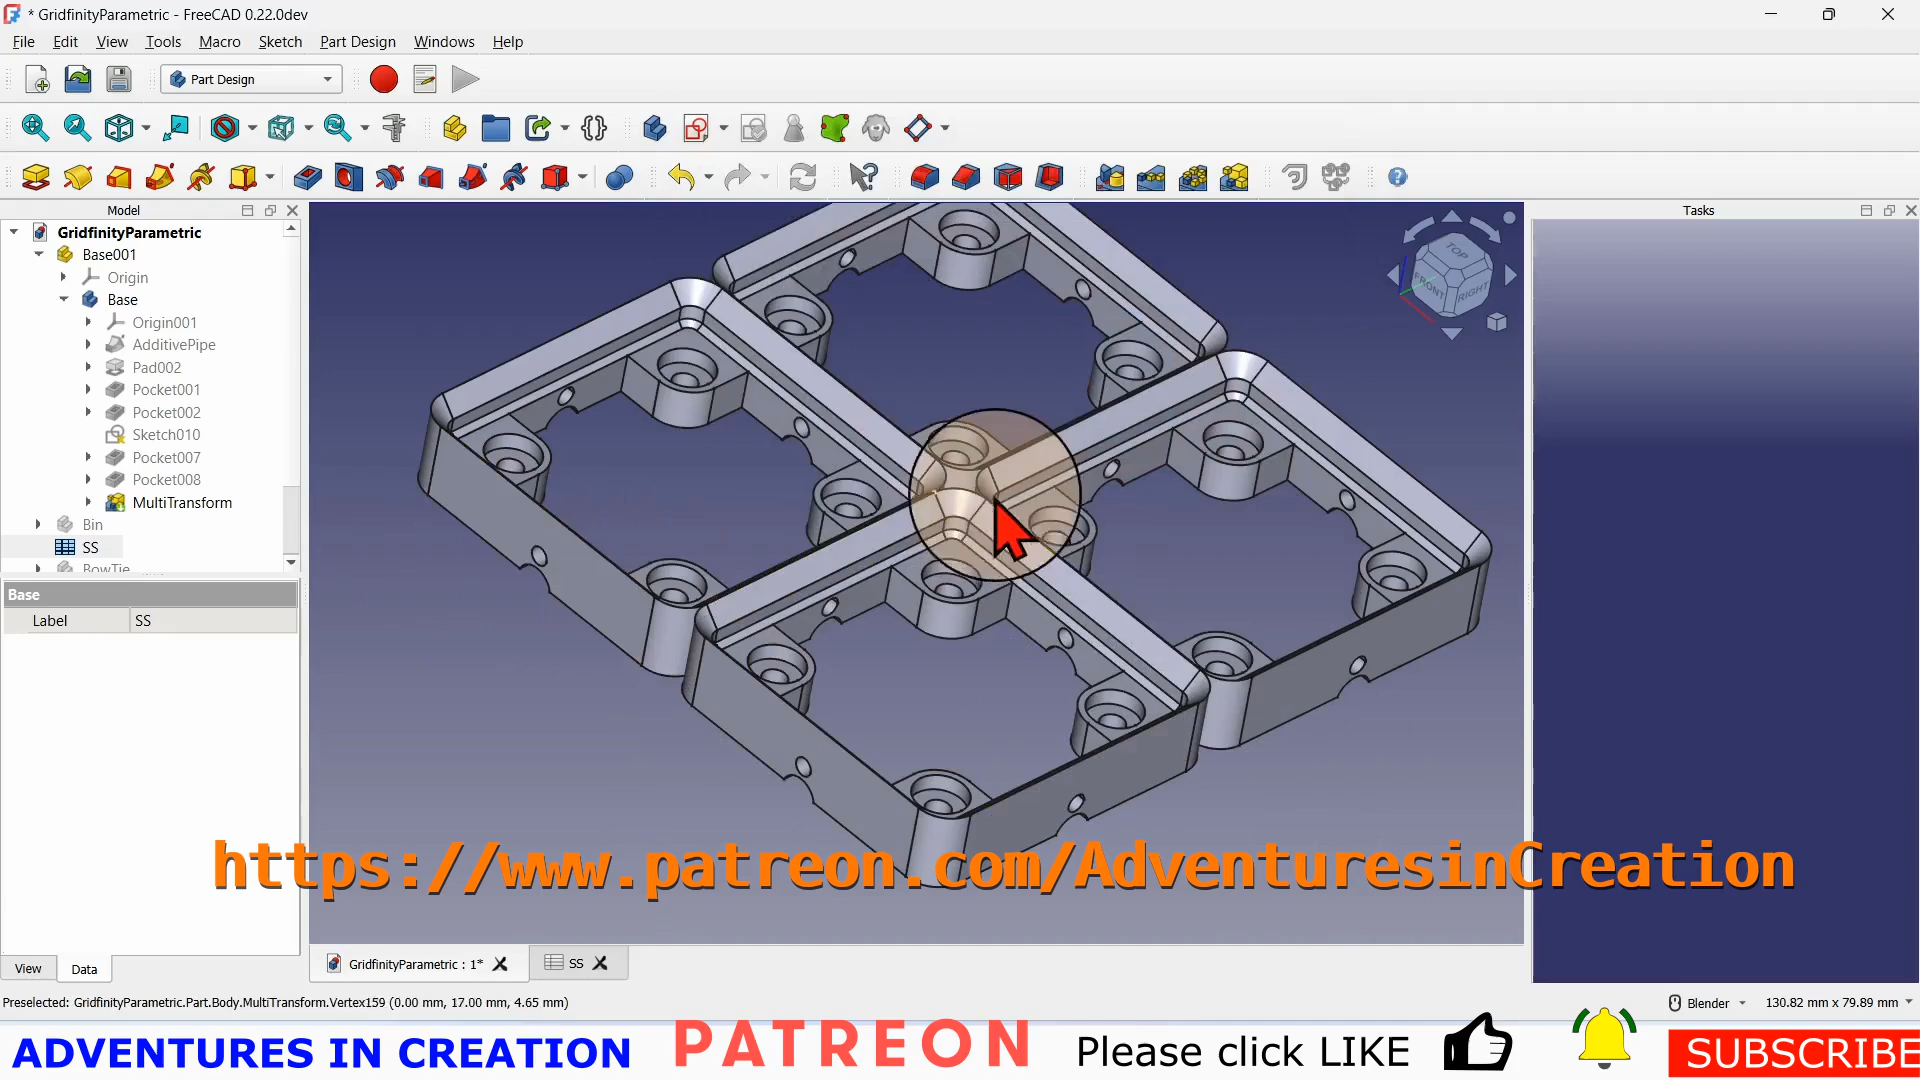 * GridfinityParametric - FreeCAD 0.22.0dev
File Edit View Tools Macro Sketch Part Design Windows Help
Part Design
Model
Tasks
GridfinityParametric
Base001
Origin
Base
Origin001
AdditivePipe
Pad002
Pocket001
Pocket002
Sketch010
Pocket007
Pocket008
MultiTransform
Bin
SS
BowTie
Base
Label SS
TOP
FRONT
RIGHT
https://www.patreon.com/AdventuresinCreation
View Data
GridfinityParametric : 1*
SS
Preselected: GridfinityParametric.Part.Body.MultiTransform.Vertex159 (0.00 mm, 17.00 mm, 4.65 mm)
Blender
130.82 mm x 79.89 mm
ADVENTURES IN CREATION
PATREON
Please click LIKE
SUBSCRIBE